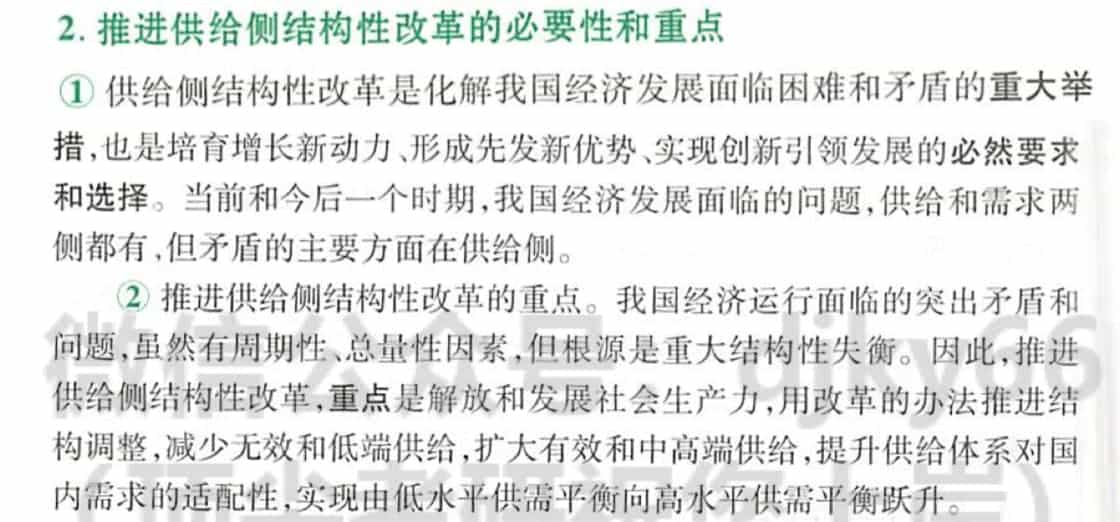 2. 推进供给侧结构性改革的必要性和重点
① 供给侧结构性改革是化解我国经济发展面临困难和矛盾的重大举
措,也是培育增长新动力、形成先发新优势、实现创新引领发展的必然要求
和选择。当前和今后一个时期,我国经济发展面临的问题,供给和需求两
侧都有,但矛盾的主要方面在供给侧。
② 推进供给侧结构性改革的重点。我国经济运行面临的突出矛盾和
问题,虽然有周期性、总量性因素,但根源是重大结构性失衡。因此,推进
供给侧结构性改革,重点是解放和发展社会生产力,用改革的办法推进结
构调整,减少无效和低端供给,扩大有效和中高端供给,提升供给体系对国
内需求的适配性,实现由低水平供需平衡向高水平供需平衡跃升。
微信公众号：djky66